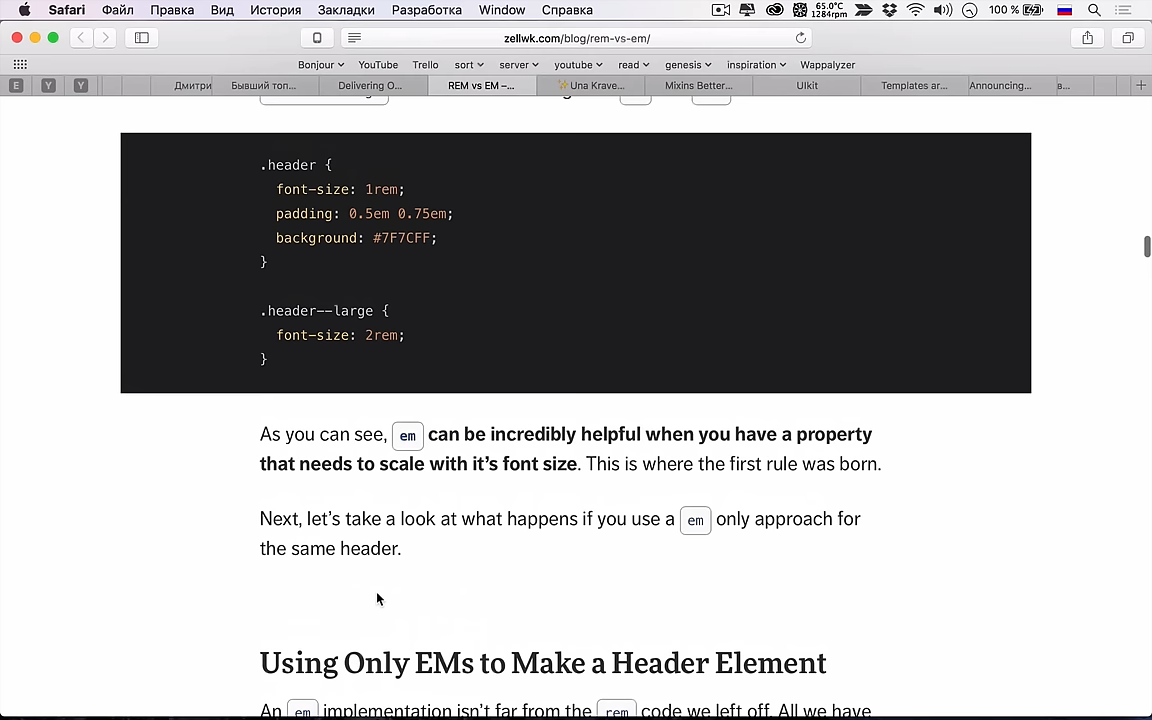 Safari Файл Правка Вид История Закладки Разработка Window Справка 65.0°C 1284rpm 100 %
zellwk.com/blog/rem-vs-em/
Bonjour YouTube Trello sort server youtube read genesis inspiration Wappalyzer
E Y Y Дмитри Бывший топ... Delivering O... REM vs EM –... ✨Una Krave... Mixins Better... UIkit Templates ar... Announcing... в...
.header {
font-size: 1rem;
padding: 0.5em 0.75em;
background: #7F7CFF;
}
.header--large {
font-size: 2rem;
}
As you can see, em can be incredibly helpful when you have a property
that needs to scale with it’s font size. This is where the first rule was born.
Next, let’s take a look at what happens if you use a em only approach for
the same header.
Using Only EMs to Make a Header Element
An em implementation isn’t far from the rem code we left off. All we have